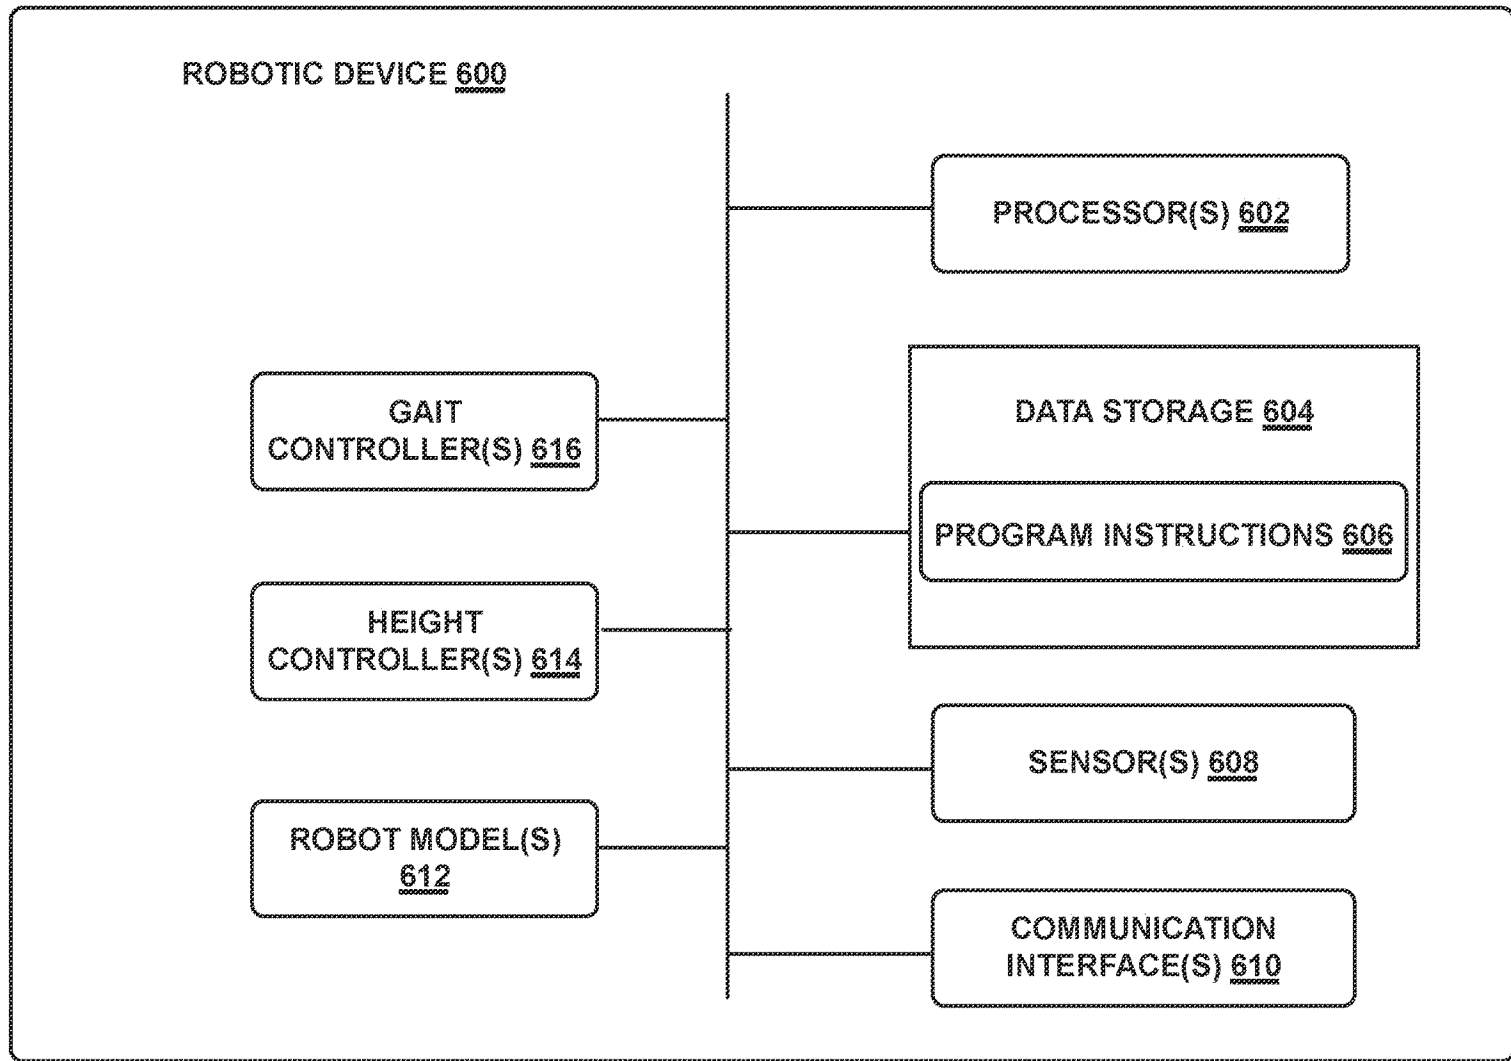 ROBOTIC DEVICE 600
PROCESSOR(S) 602
GAIT
CONTROLLER(S) 616
DATA STORAGE 604
PROGRAM INSTRUCTIONS 606
HEIGHT
CONTROLLER(S) 614
SENSOR(S) 608
ROBOT MODEL(S)
612
COMMUNICATION
INTERFACE(S) 610